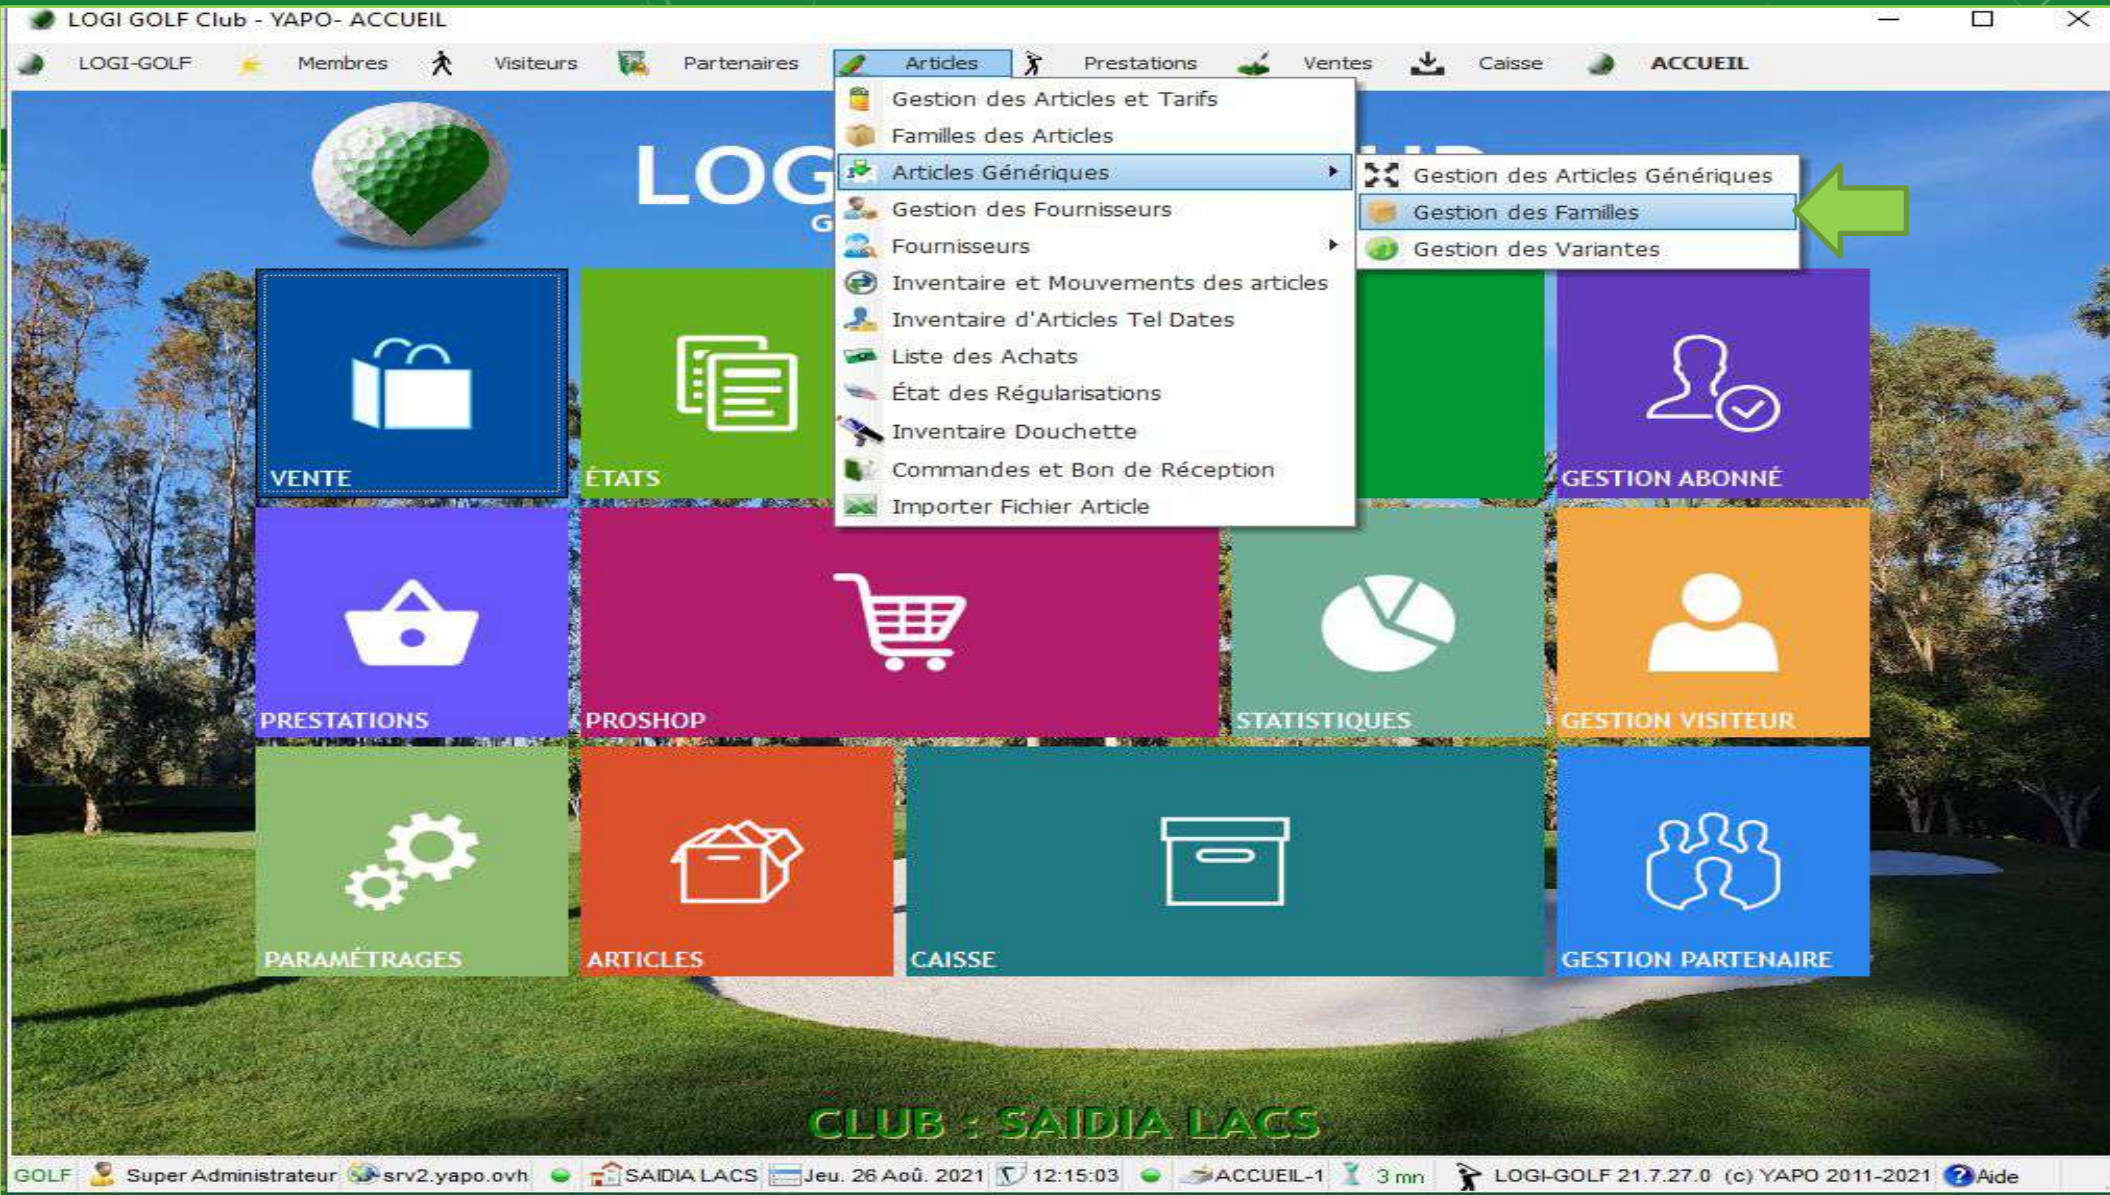 LOGI GOLF Club - YAPO- ACCUEIL
LOGI-GOLF Membres Visiteurs Partenaires Articles Prestations Ventes Caisse ACCUEIL
Gestion des Articles et Tarifs
Familles des Articles
Articles Génériques
Gestion des Fournisseurs
Fournisseurs
Inventaire et Mouvements des articles
Inventaire d'Articles Tel Dates
Liste des Achats
État des Régularisations
Inventaire Douchette
Commandes et Bon de Réception
Importer Fichier Article
Gestion des Articles Génériques
Gestion des Familles
Gestion des Variantes
LOG
G
VENTE
ÉTATS
GESTION ABONNÉ
PRESTATIONS
PROSHOP
STATISTIQUES
GESTION VISITEUR
PARAMÉTRAGES
ARTICLES
CAISSE
GESTION PARTENAIRE
CLUB : SAIDIA LACS
GOLF Super Administrateur srv2.yapo.ovh SAIDIA LACS Jeu. 26 Aoû. 2021 12:15:03 ACCUEIL-1 3 mn LOGI-GOLF 21.7.27.0 (c) YAPO 2011-2021 Aide